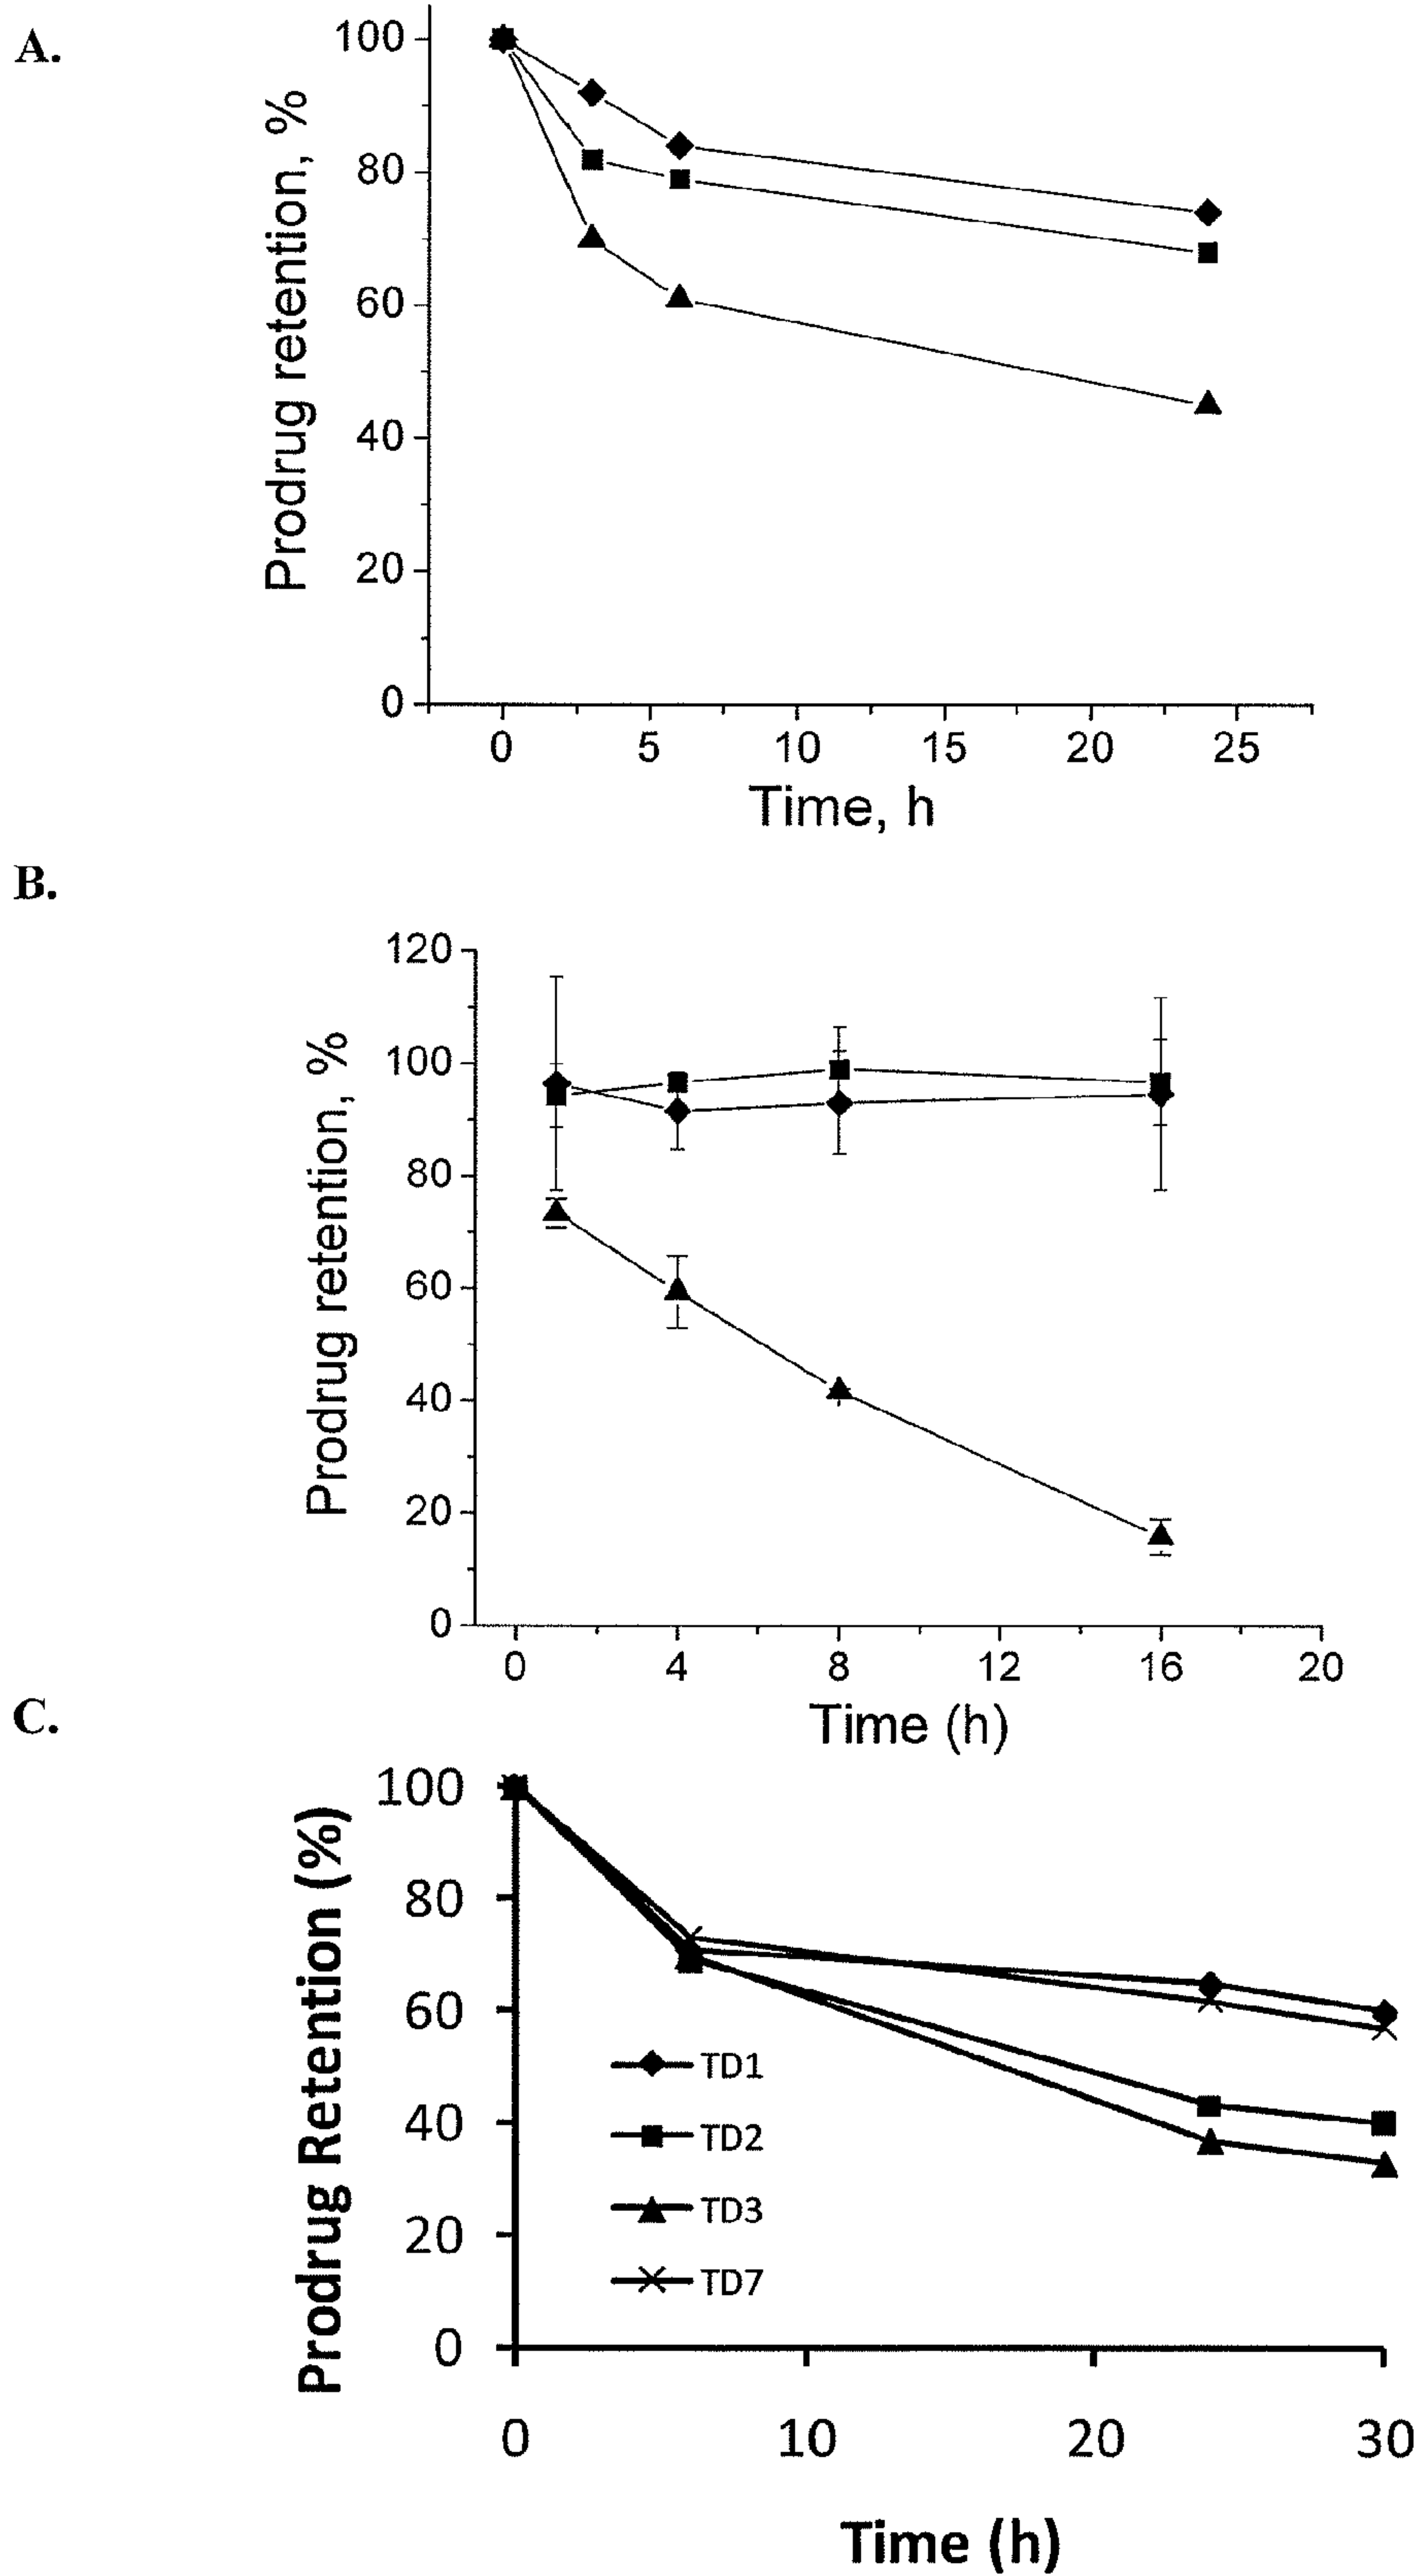 A.
Prodrug retention, %
100
80
60
40
20
0
0 5 10 15 20 25
Time, h
B.
Prodrug retention, %
120
100
80
60
40
20
0
0 4 8 12 16 20
Time (h)
C.
Prodrug Retention (%)
100
80
60
40
20
0
TD1
TD2
TD3
TD7
0 10 20 30
Time (h)